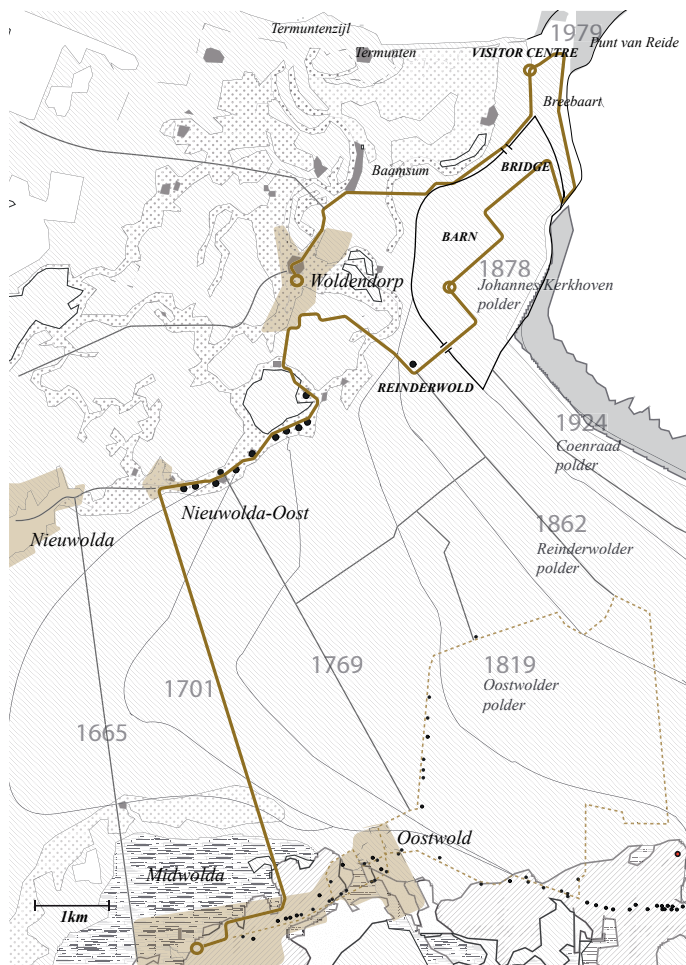 1979
Termuntenzijl
Punt van Reide
Termunten
VISITOR CENTRE
Breebaart
Baamsum
BRIDGE
BARN
1878
Woldendorp
Johannes Kerkhoven
polder
REINDERWOLD
1924
Coenraad
polder
Nieuwolda-Oost
1862
Nieuwolda
Reinderwolder
polder
1769
1819
1701
Oostwolder
polder
1665
Oostwold
Midwolda
1km